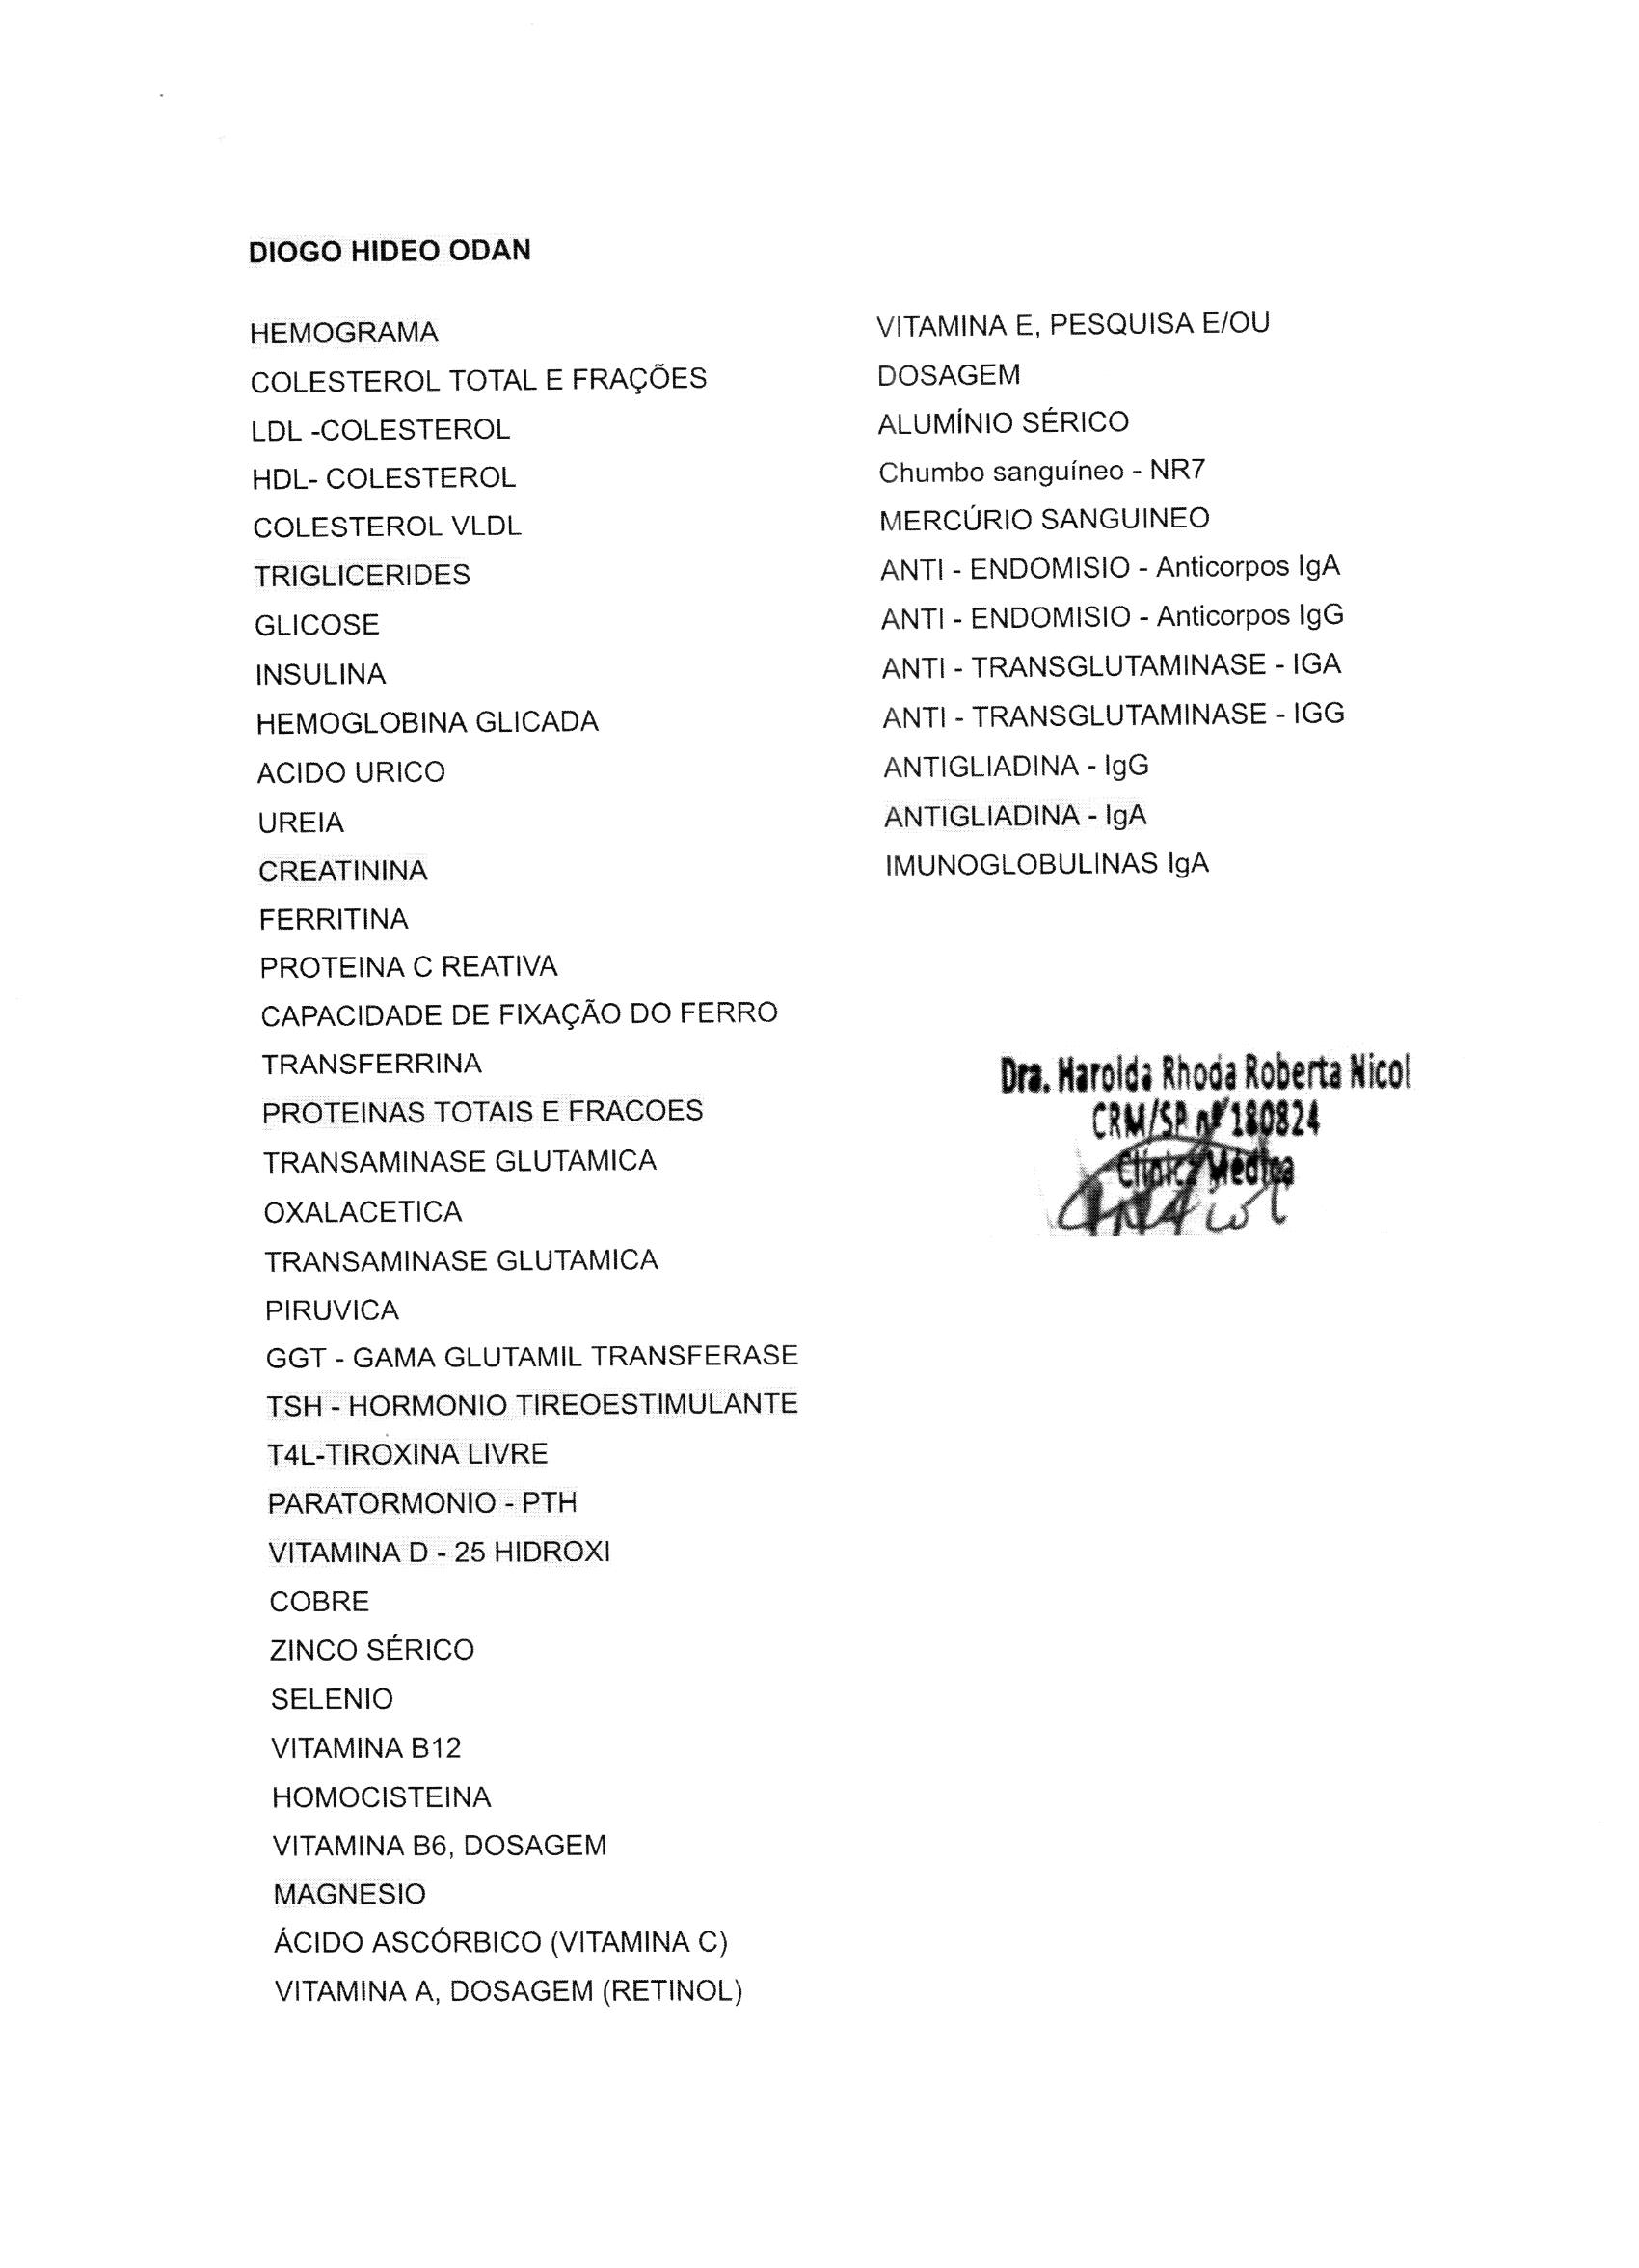 DIOGO HIDEO ODAN
HEMOGRAMA
COLESTEROL TOTAL E FRAÇÕES
LDL -COLESTEROL
HDL- COLESTEROL
COLESTEROL VLDL
TRIGLICERIDES
GLICOSE
INSULINA
HEMOGLOBINA GLICADA
ACIDO URICO
UREIA
CREATININA
FERRITINA
PROTEINA C REATIVA
CAPACIDADE DE FIXAÇÃO DO FERRO
TRANSFERRINA
PROTEINAS TOTAIS E FRACOES
TRANSAMINASE GLUTAMICA
OXALACETICA
TRANSAMINASE GLUTAMICA
PIRUVICA
GGT - GAMA GLUTAMIL TRANSFERASE
TSH - HORMONIO TIREOESTIMULANTE
T4L-TIROXINA LIVRE
PARATORMONIO - PTH
VITAMINA D - 25 HIDROXI
COBRE
ZINCO SÉRICO
SELENIO
VITAMINA B12
HOMOCISTEINA
VITAMINA B6, DOSAGEM
MAGNESIO
ÁCIDO ASCÓRBICO (VITAMINA C)
VITAMINA A, DOSAGEM (RETINOL)
VITAMINA E, PESQUISA E/OU
DOSAGEM
ALUMÍNIO SÉRICO
Chumbo sanguíneo - NR7
MERCÚRIO SANGUINEO
ANTI - ENDOMISIO - Anticorpos IgA
ANTI - ENDOMISIO - Anticorpos IgG
ANTI - TRANSGLUTAMINASE - IGA
ANTI - TRANSGLUTAMINASE - IGG
ANTIGLIADINA - IgG
ANTIGLIADINA - IgA
IMUNOGLOBULINAS IgA
Dra. Harolda Rhoda Roberta Nicol
CRM/SP nº 180824
Clínica Médica